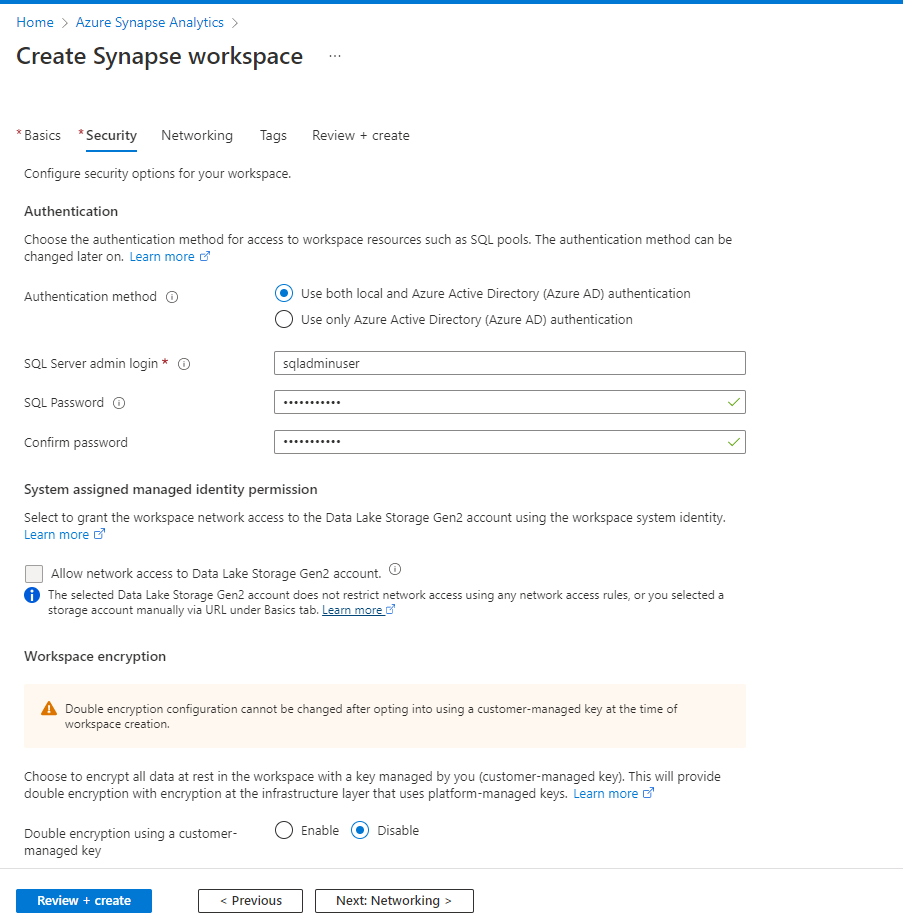 Home > Azure Synapse Analytics >
Create Synapse workspace ...
* Basics * Security Networking Tags Review + create
Configure security options for your workspace.
Authentication
Choose the authentication method for access to workspace resources such as SQL pools. The authentication method can be
changed later on. Learn more
Authentication method
Use both local and Azure Active Directory (Azure AD) authentication
Use only Azure Active Directory (Azure AD) authentication
SQL Server admin login *
sqladminuser
SQL Password
•••••••••••
Confirm password
•••••••••••
System assigned managed identity permission
Select to grant the workspace network access to the Data Lake Storage Gen2 account using the workspace system identity.
Learn more
Allow network access to Data Lake Storage Gen2 account.
The selected Data Lake Storage Gen2 account does not restrict network access using any network access rules, or you selected a
storage account manually via URL under Basics tab. Learn more
Workspace encryption
Double encryption configuration cannot be changed after opting into using a customer-managed key at the time of
workspace creation.
Choose to encrypt all data at rest in the workspace with a key managed by you (customer-managed key). This will provide
double encryption with encryption at the infrastructure layer that uses platform-managed keys. Learn more
Double encryption using a customer-
managed key
Enable Disable
Review + create < Previous Next: Networking >